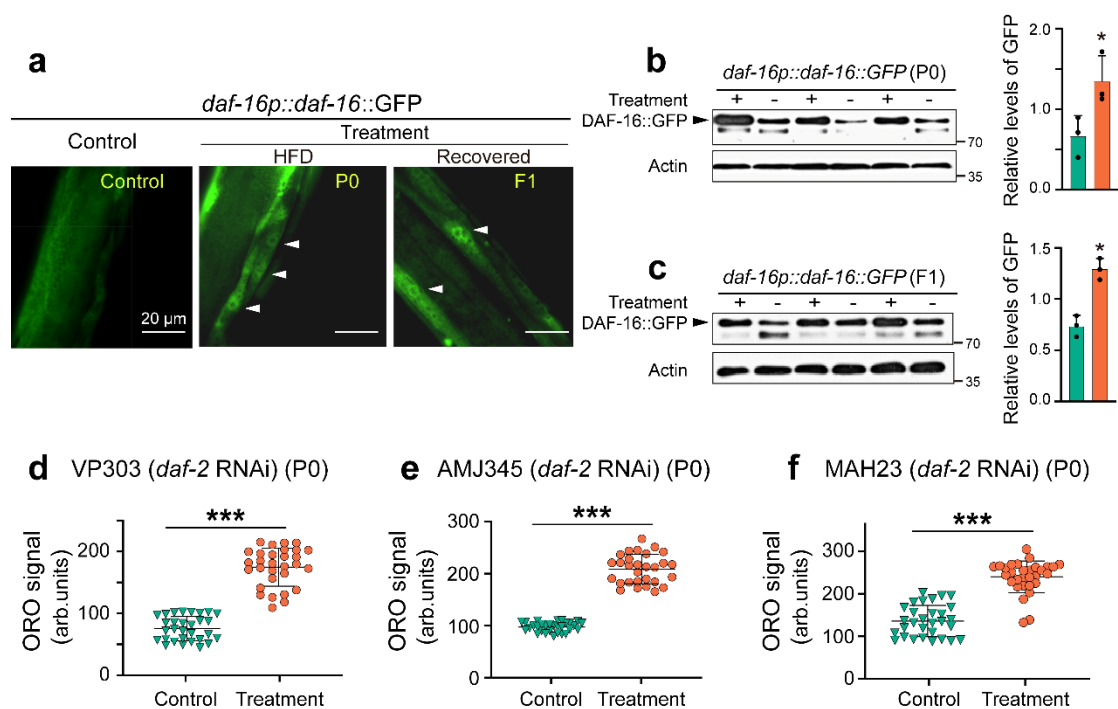 a
daf-16p::daf-16::GFP
Control
Treatment
HFD
Recovered
Control
P0
F1
20 µm
b
daf-16p::daf-16::GFP (P0)
Treatment + - + - + -
DAF-16::GFP
70
Actin
35
Relative levels of GFP
2.0
1.0
0.0
*
c
daf-16p::daf-16::GFP (F1)
Treatment + - + - + -
DAF-16::GFP
70
Actin
35
Relative levels of GFP
1.5
1.0
0.5
0.0
*
d VP303 (daf-2 RNAi) (P0)
ORO signal
(arb.units)
200
100
0
***
Control Treatment
e AMJ345 (daf-2 RNAi) (P0)
ORO signal
(arb.units)
300
200
100
0
***
Control Treatment
f MAH23 (daf-2 RNAi) (P0)
ORO signal
(arb.units)
300
200
100
0
***
Control Treatment